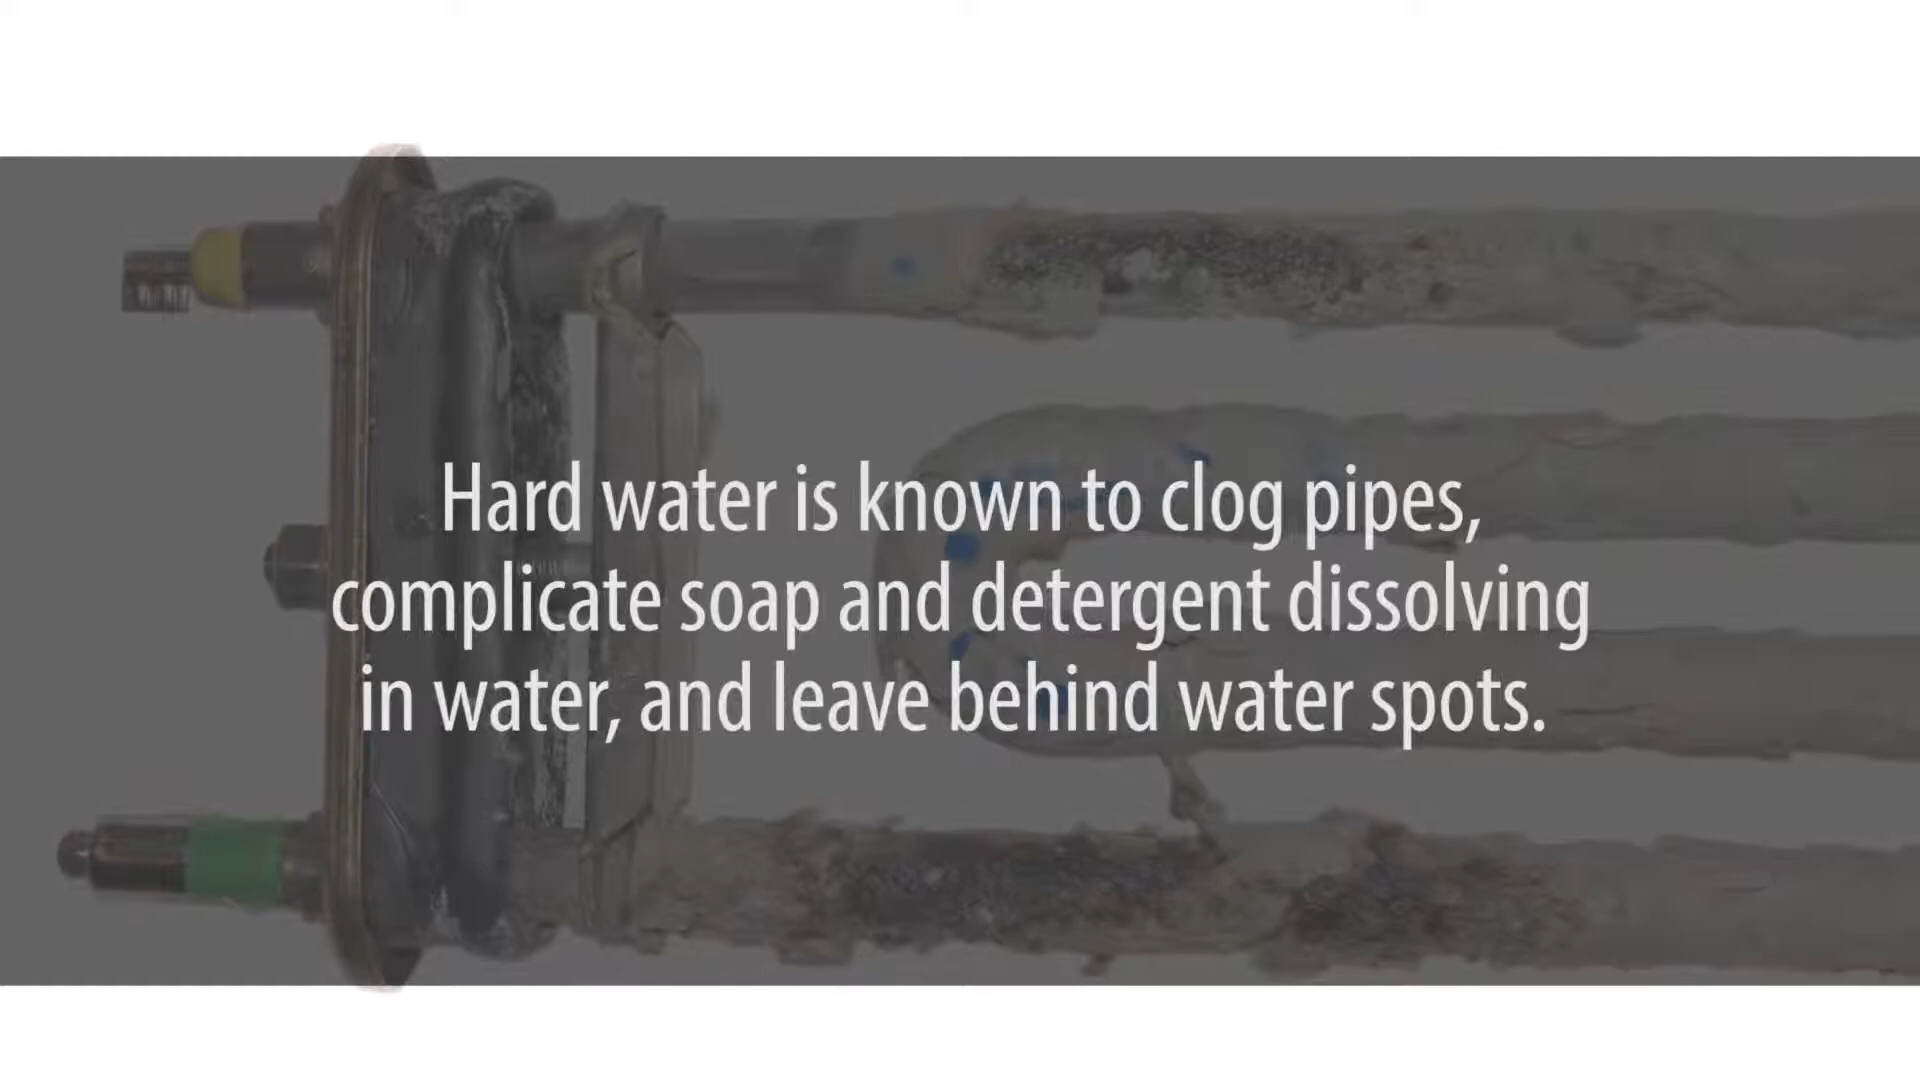 Hard water is known to clog pipes,
complicate soap and detergent dissolving
in water, and leave behind water spots.